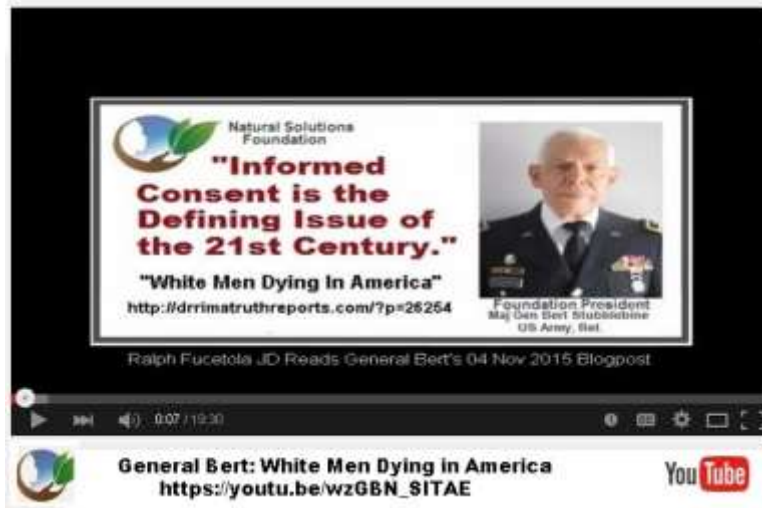 Natural Solutions
Foundation
"Informed
Consent is the
Defining Issue of
the 21st Century."
"White Men Dying In America"
http://drrimatruthreports.com/?p=26254
Foundation President
Maj Gen Bert Stubblebine
US Army, Ret.
Ralph Fucetola JD Reads General Bert's 04 Nov 2015 Blogpost
0:07 / 19:30
General Bert: White Men Dying in America
https://youtu.be/wzGBN_SITAE
YouTube